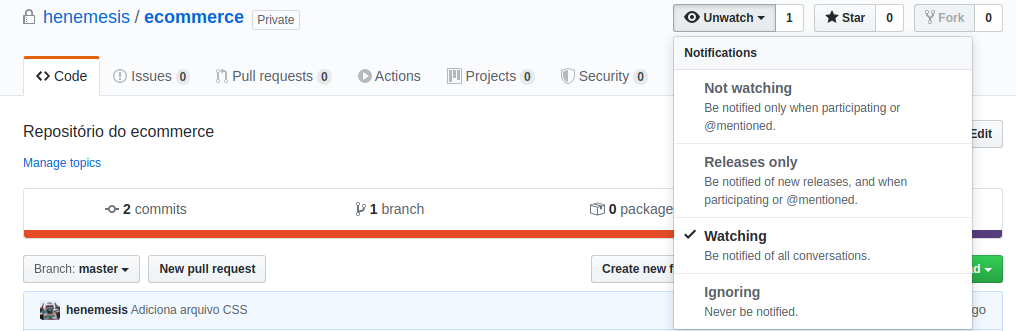 henemesis / ecommerce Private
Unwatch 1 Star 0 Fork 0
Code Issues 0 Pull requests 0 Actions Projects 0 Security 0
Notifications
Not watching
Be notified only when participating or
@mentioned.
Releases only
Be notified of new releases, and when
participating or @mentioned.
Watching
Be notified of all conversations.
Ignoring
Never be notified.
Repositório do ecommerce
Edit
Manage topics
2 commits 1 branch 0 package
Branch: master New pull request Create new f ad
henemesis Adiciona arquivo CSS go